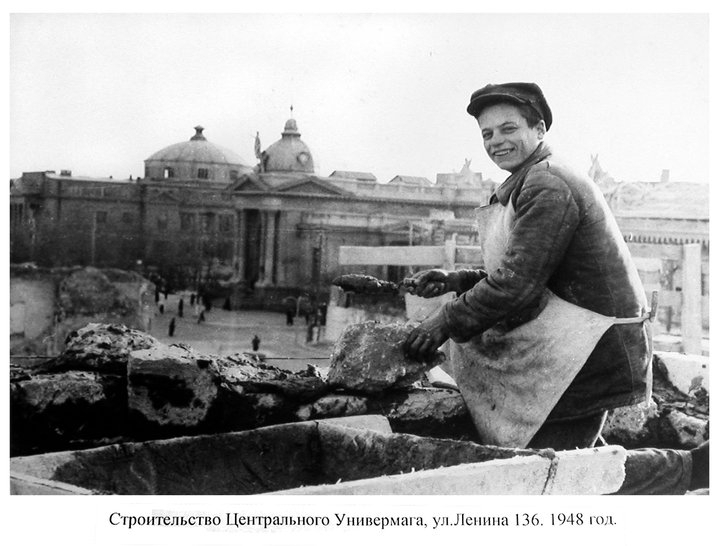 Строительство Центрального Универмага, ул.Ленина 136. 1948 год.